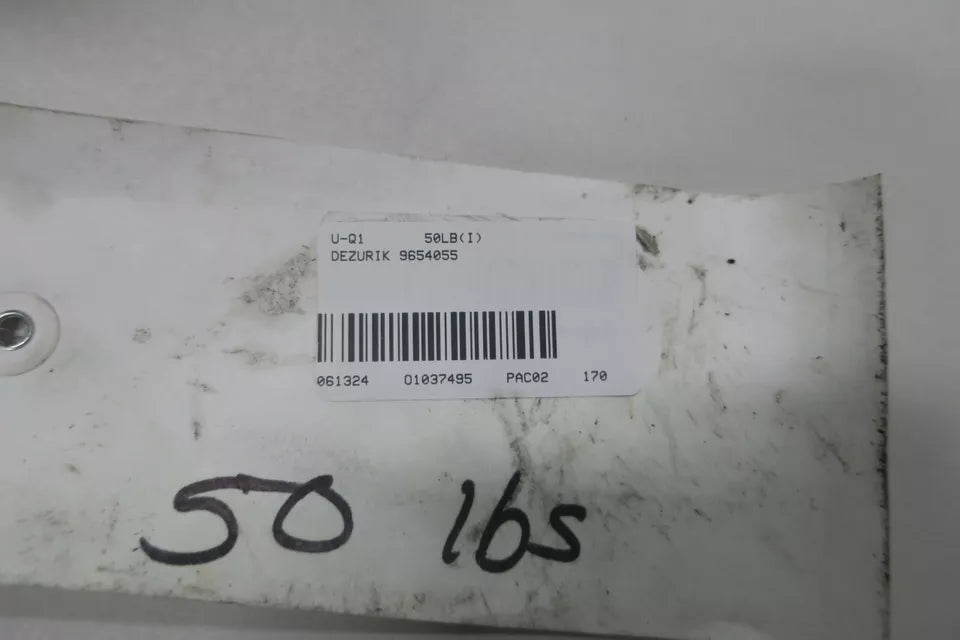 U-Q1 50LB(I)
DEZURIK 9654055
061324 01037495 PAC02 170
50 lbs